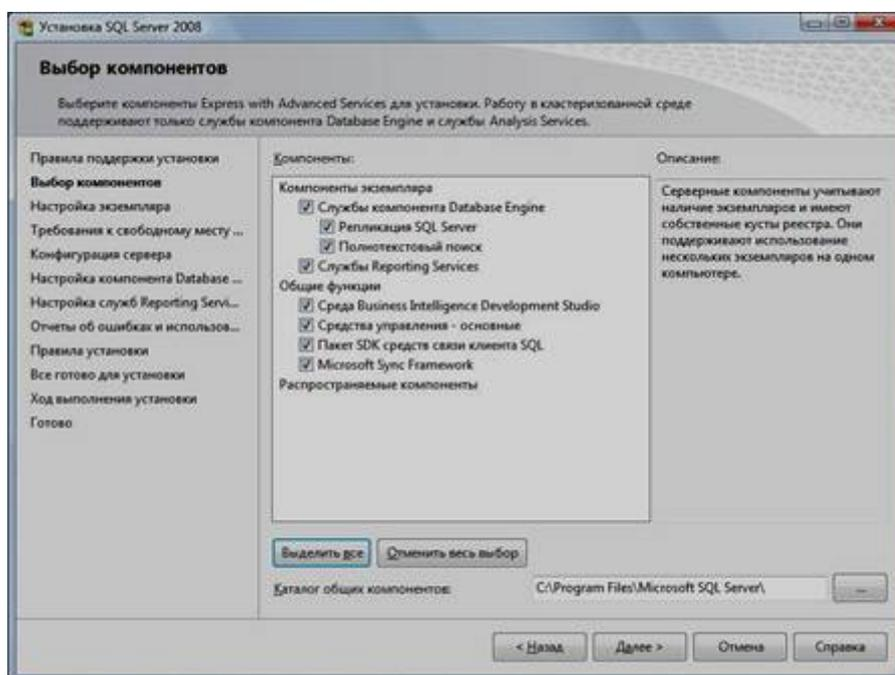 Установка SQL Server 2008
Выбор компонентов
Выберите компоненты Express with Advanced Services для установки. Работу в кластеризованной среде
поддерживают только службы компонента Database Engine и службы Analysis Services.
Правила поддержки установки
Выбор компонентов
Настройка экземпляра
Требования к свободному месту ...
Конфигурация сервера
Настройка компонента Database ...
Настройка служб Reporting Servi...
Отчеты об ошибках и использов...
Правила установки
Все готово для установки
Ход выполнения установки
Готово
Компоненты:
Компоненты экземпляра
Службы компонента Database Engine
Репликация SQL Server
Полнотекстовый поиск
Службы Reporting Services
Общие функции
Среда Business Intelligence Development Studio
Средства управления - основные
Пакет SDK средств связи клиента SQL
Microsoft Sync Framework
Распространяемые компоненты
Описание:
Серверные компоненты учитывают
наличие экземпляров и имеют
собственные кусты реестра. Они
поддерживают использование
нескольких экземпляров на одном
компьютере.
Выделить все
Отменить весь выбор
Каталог общих компонентов:
C:\Program Files\Microsoft SQL Server\
...
< Назад
Далее >
Отмена
Справка